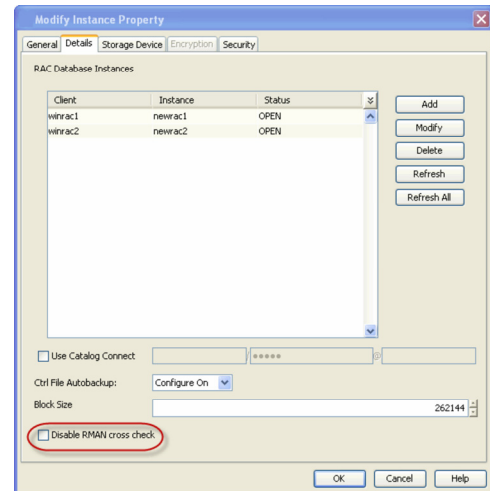 Modify Instance Property
General Details Storage Device Encryption Security
RAC Database Instances
Client Instance Status
winrac1 newrac1 OPEN
winrac2 newrac2 OPEN
Add
Modify
Delete
Refresh
Refresh All
Use Catalog Connect / ●●●●● @
Ctrl File Autobackup: Configure On
Block Size 262144
Disable RMAN cross check
OK Cancel Help